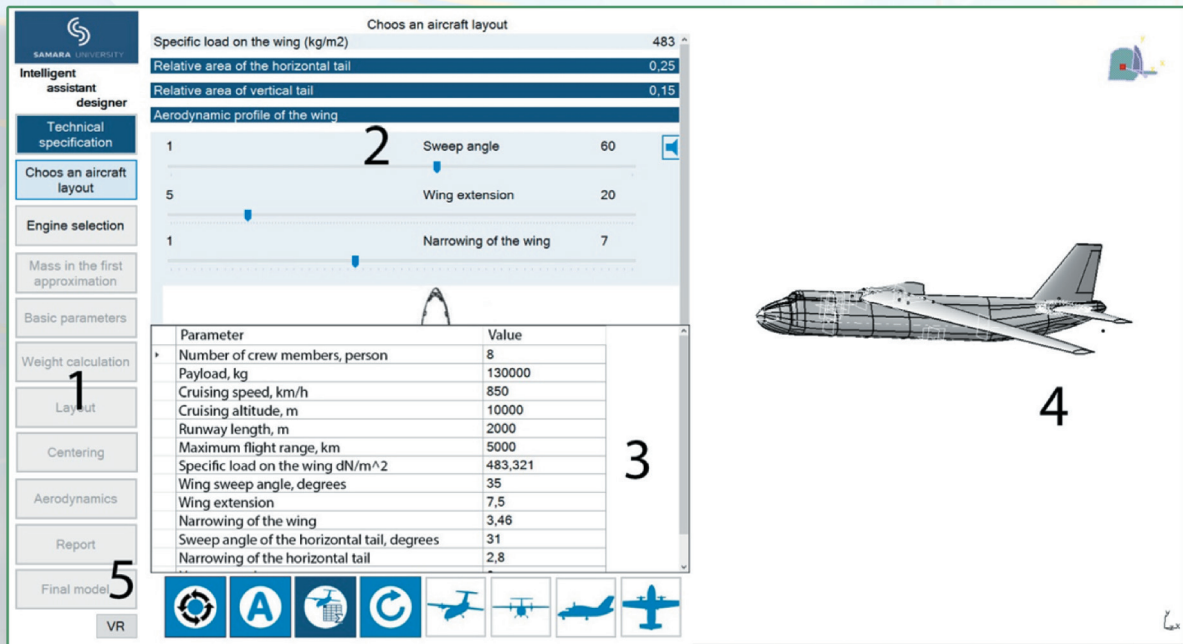 SAMARA UNIVERSITY
Intelligent
assistant
designer
Technical
specification
Choos an aircraft
layout
Engine selection
Mass in the first
approximation
Basic parameters
Weight calculation
1
Layout
Centering
Aerodynamics
Report
5
Final model
VR
Choos an aircraft layout
Specific load on the wing (kg/m2) 483
Relative area of the horizontal tail 0,25
Relative area of vertical tail 0,15
Aerodynamic profile of the wing
2
1 Sweep angle 60
5 Wing extension 20
1 Narrowing of the wing 7
Parameter Value
Number of crew members, person 8
Payload, kg 130000
Cruising speed, km/h 850
Cruising altitude, m 10000
Runway length, m 2000
Maximum flight range, km 5000
Specific load on the wing dN/m^2 483,321
Wing sweep angle, degrees 35
Wing extension 7,5
Narrowing of the wing 3,46
Sweep angle of the horizontal tail, degrees 31
Narrowing of the horizontal tail 2,8
3
A
4